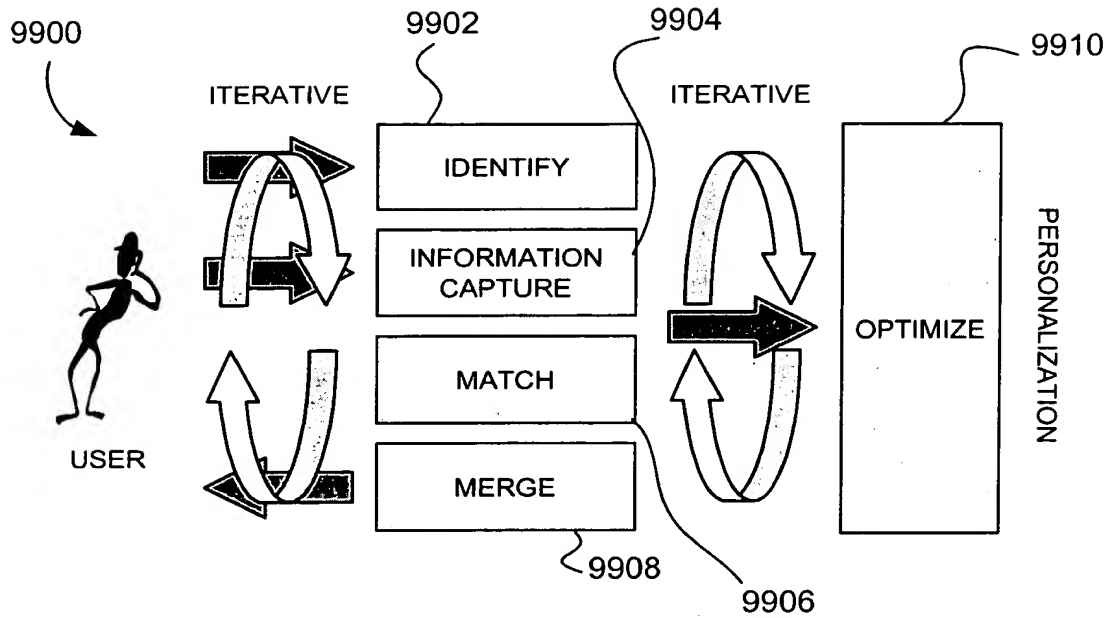 9900
9902
9904
9910
ITERATIVE
ITERATIVE
IDENTIFY
INFORMATION
CAPTURE
MATCH
MERGE
USER
OPTIMIZE
PERSONALIZATION
9908
9906